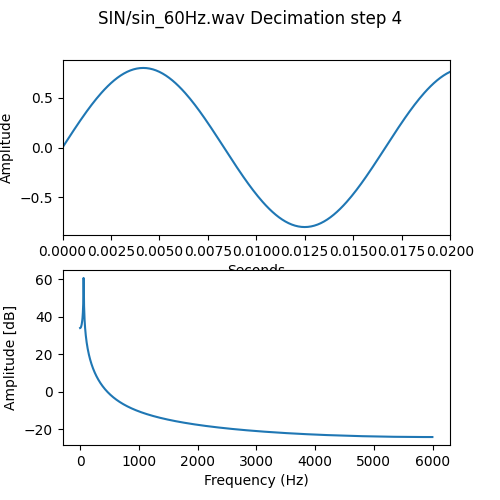 SIN/sin_60Hz.wav Decimation step 4
Amplitude
0.5
0.0
−0.5
0.0000 0.0025 0.0050 0.0075 0.0100 0.0125 0.0150 0.0175 0.0200
Seconds
Amplitude [dB]
60
40
20
0
−20
0 1000 2000 3000 4000 5000 6000
Frequency (Hz)